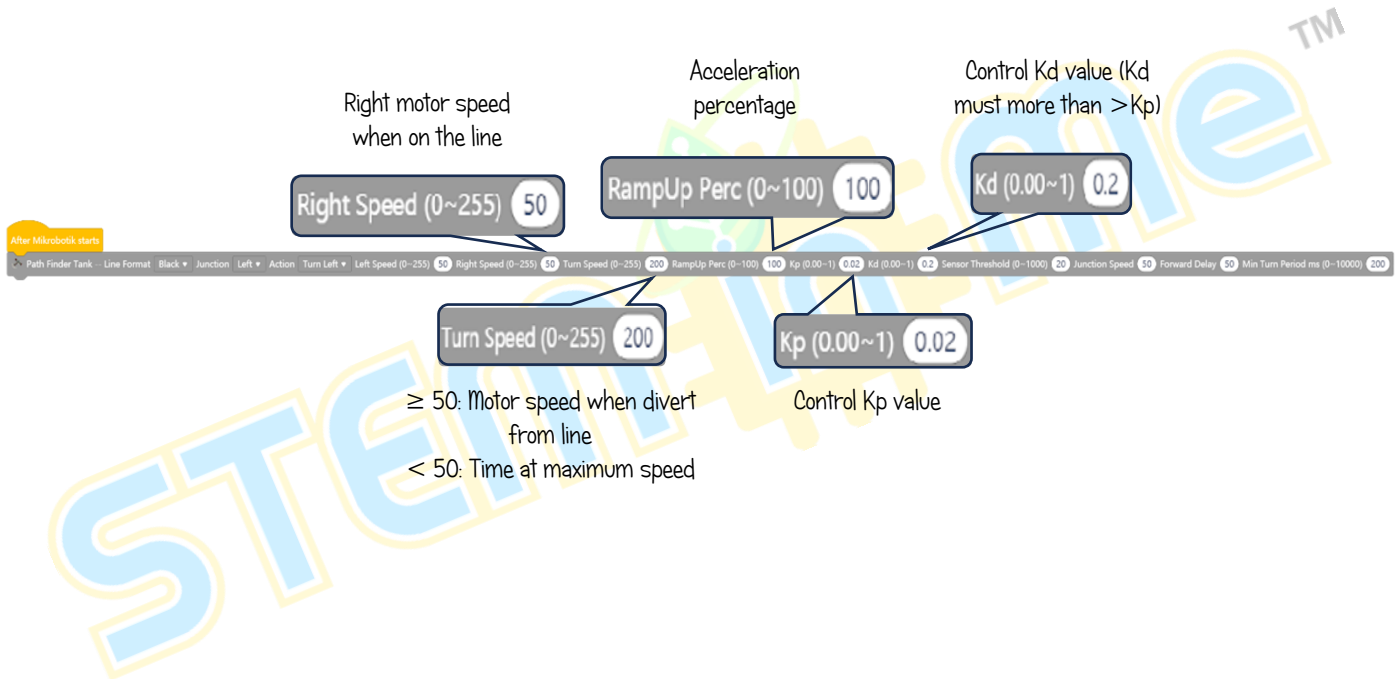 TM
STEM-in-me
Right motor speed
when on the line
Acceleration
percentage
Control Kd value (Kd
must more than >Kp)
Right Speed (0~255) 50
RampUp Perc (0~100) 100
Kd (0.00~1) 0.2
After Mikrobotik starts
Path Finder Tank -- Line Format Black ▾ Junction Left ▾ Action Turn Left ▾ Left Speed (0~255) 50 Right Speed (0~255) 50 Turn Speed (0~255) 200 RampUp Perc (0~100) 100 Kp (0.00~1) 0.02 Kd (0.00~1) 0.2 Sensor Threshold (0~1000) 20 Junction Speed 50 Forward Delay 50 Min Turn Period ms (0~10000) 200
Turn Speed (0~255) 200
Kp (0.00~1) 0.02
≥ 50: Motor speed when divert
from line
< 50: Time at maximum speed
Control Kp value